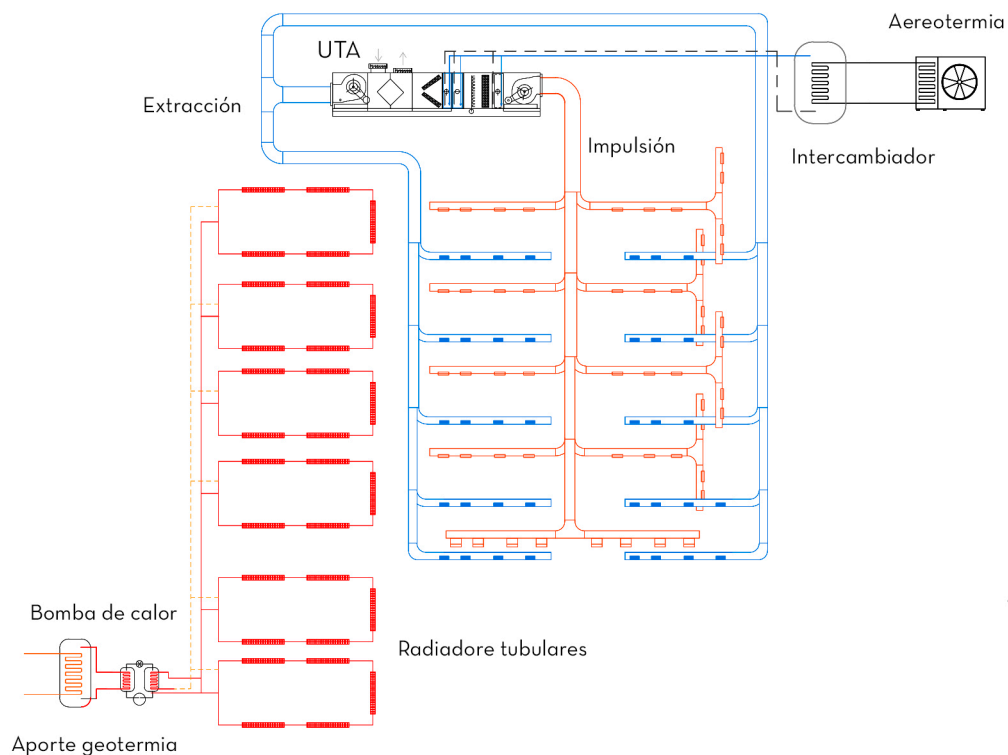 Aereotermia
UTA
Extracción
Impulsión
Intercambiador
Bomba de calor
Radiadore tubulares
Aporte geotermia